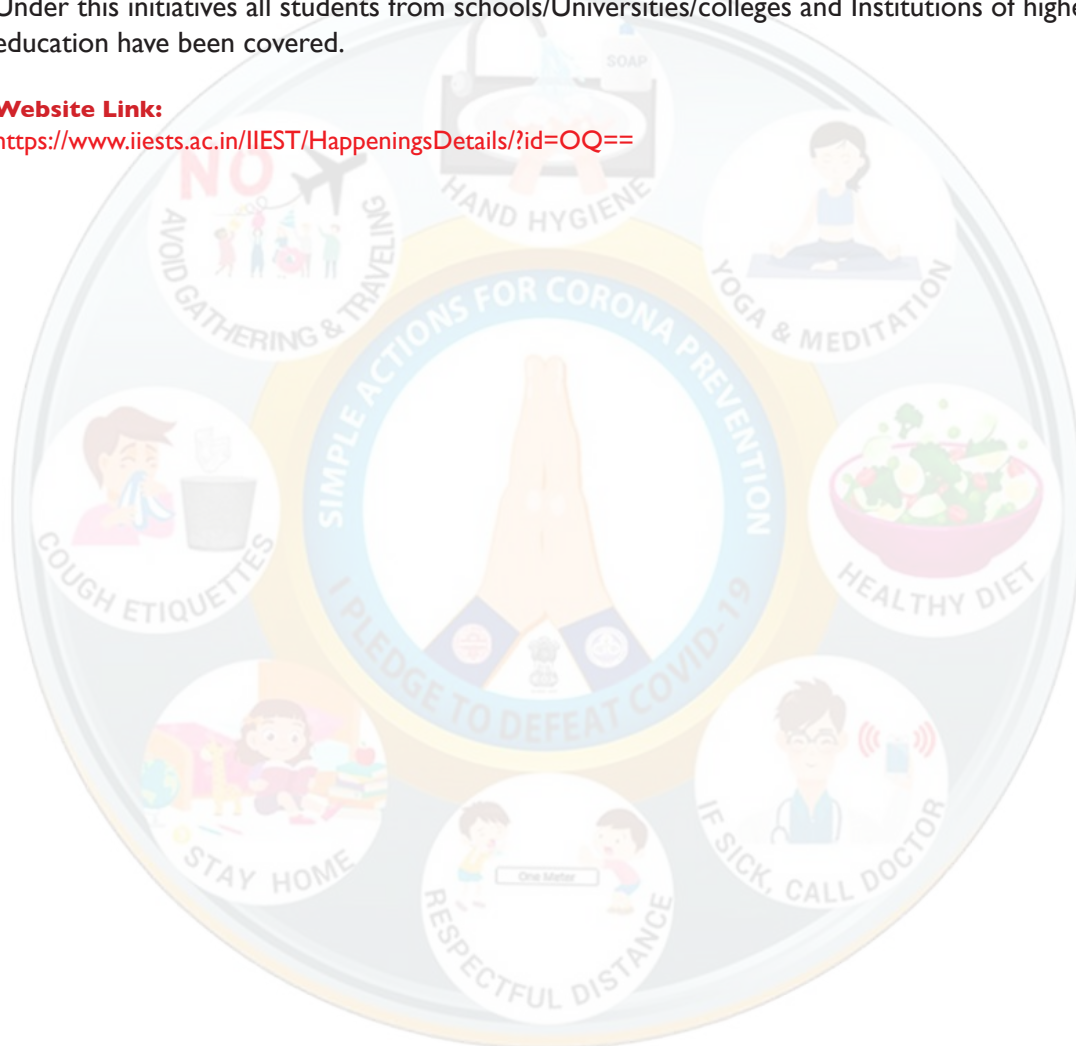 Under this initiatives all students from schools/Universities/colleges and Institutions of highe
education have been covered.
Website Link:
https://www.iiests.ac.in/IIEST/HappeningsDetails/?id=OQ==
SOAP
HAND HYGIENE
NO
AVOID GATHERING & TRAVELING
YOGA & MEDITATION
SIMPLE ACTIONS FOR CORONA PREVENTION
I PLEDGE TO DEFEAT COVID-19
COUGH ETIQUETTES
HEALTHY DIET
STAY HOME
One Meter
RESPECTFUL DISTANCE
IF SICK, CALL DOCTOR